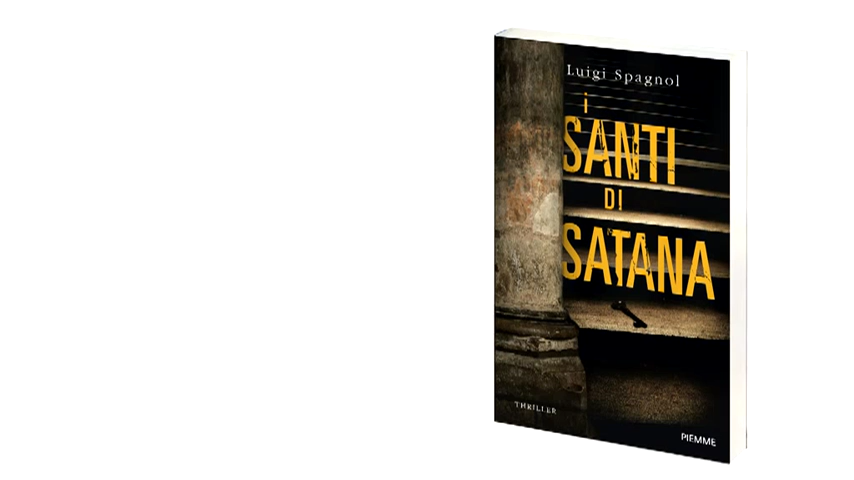 Luigi Spagnol
i
SANTI
DI
SATANA
THRILLER
PIEMME